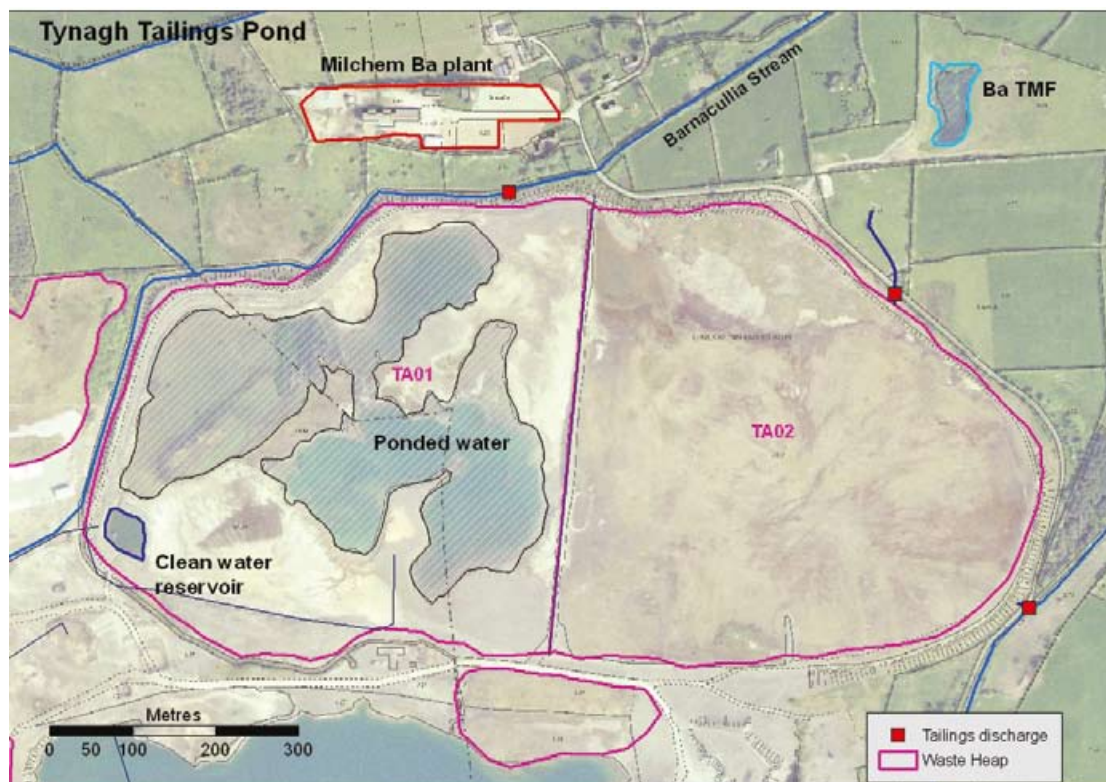 Tynagh Tailings Pond
Milchem Ba plant
Barnacullia Stream
Ba TMF
TA01
Ponded water
TA02
Clean water
reservoir
Metres
0 50 100 200 300
Tailings discharge
Waste Heap